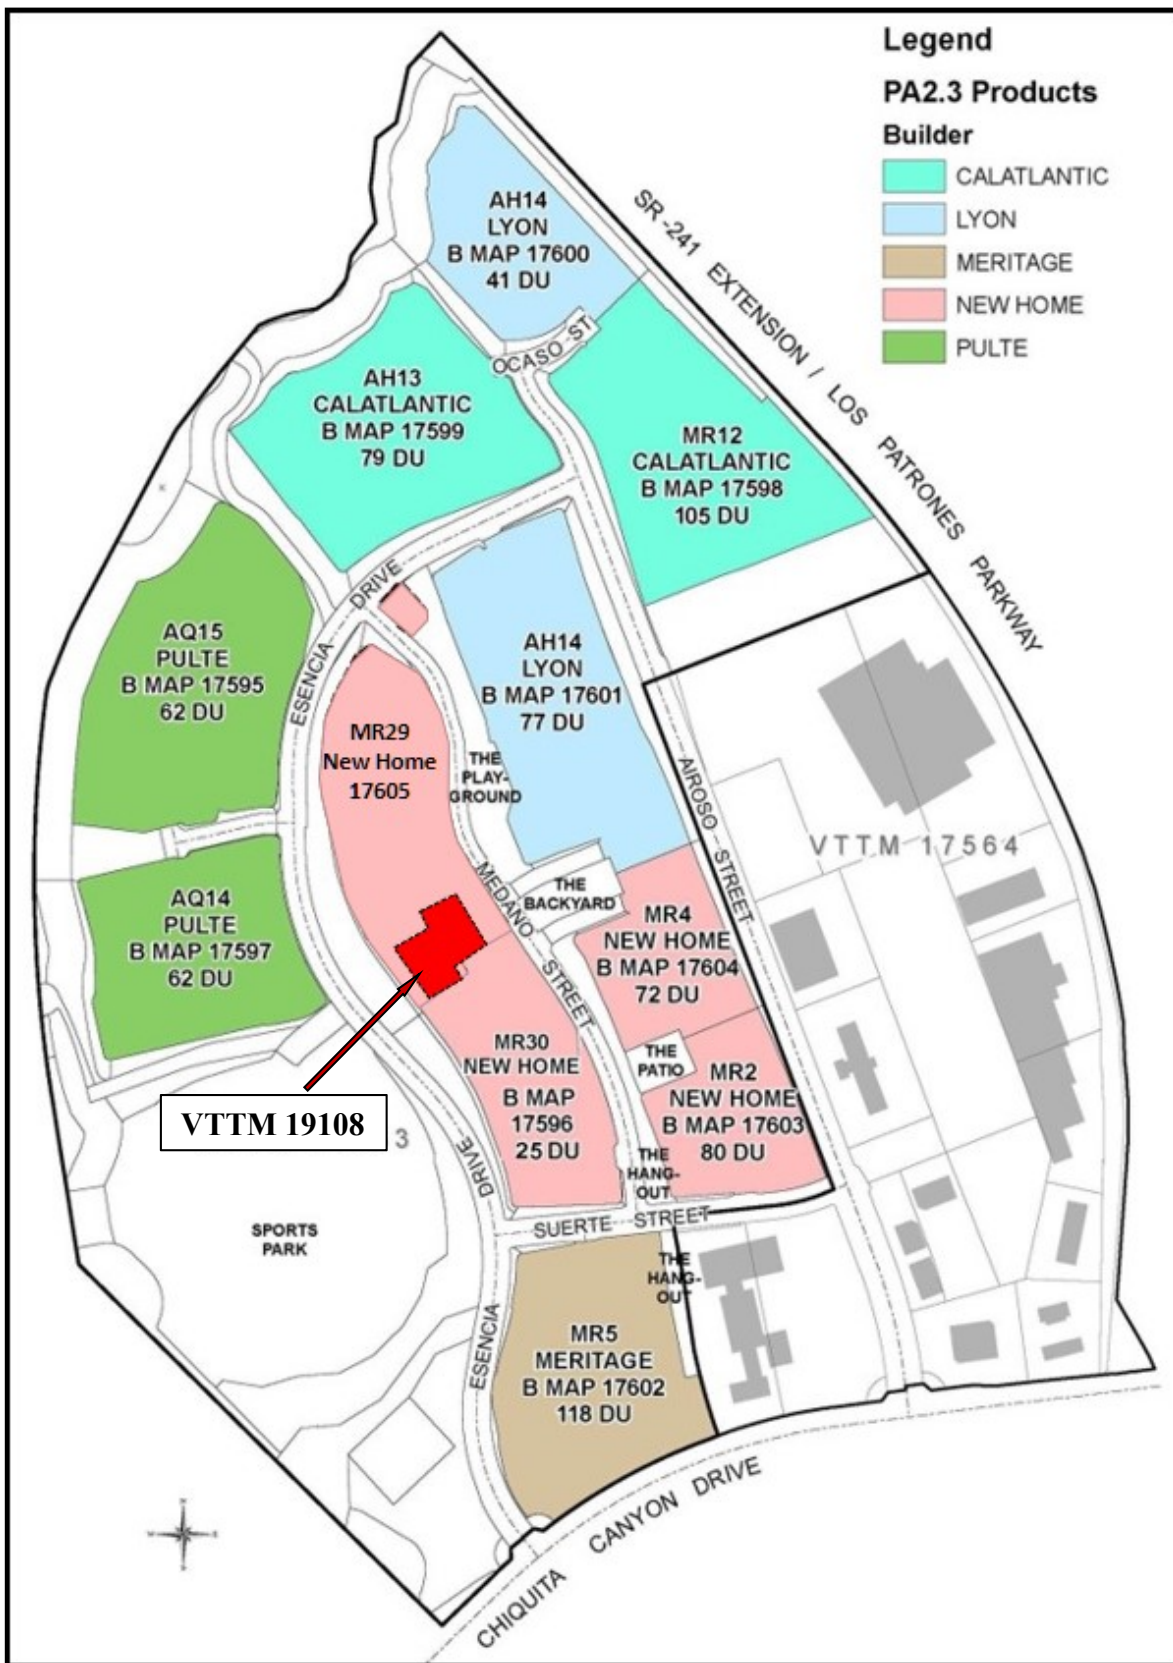 Legend
PA2.3 Products
Builder
CALATLANTIC
LYON
MERITAGE
NEW HOME
PULTE
SR-241 EXTENSION / LOS PATRONES PARKWAY
AH14
LYON
B MAP 17600
41 DU
OCASO ST
AH13
CALATLANTIC
B MAP 17599
79 DU
MR12
CALATLANTIC
B MAP 17598
105 DU
ESENCIA DRIVE
AQ15
PULTE
B MAP 17595
62 DU
AH14
LYON
B MAP 17601
77 DU
MR29
New Home
17605
THE
PLAY-
GROUND
AIROSO STREET
VTTM 17564
MEDANO STREET
THE
BACKYARD
AQ14
PULTE
B MAP 17597
62 DU
MR4
NEW HOME
B MAP 17604
72 DU
MR30
NEW HOME
B MAP
17596
25 DU
THE
PATIO
MR2
NEW HOME
B MAP 17603
80 DU
VTTM 19108
3
THE
HANG-
OUT
SPORTS
PARK
SUERTE STREET
ESENCIA DRIVE
THE
HANG-
OUT
MR5
MERITAGE
B MAP 17602
118 DU
CHIQUITA CANYON DRIVE